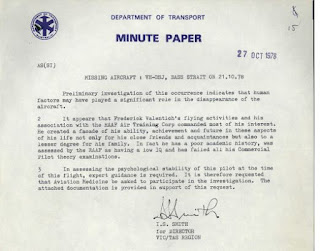 DEPARTMENT OF TRANSPORT
MINUTE PAPER
27 OCT 1978
15
AS(E)
MISSING AIRCRAFT : VH-DSJ, BASS STRAIT ON 21.10.78
Preliminary investigation of this occurrence indicates that human
factors may have played a significant role in the disappearance of the
aircraft.
2 It appears that Frederick Valentich's flying activities and his
association with the RAAF Air Training Corp commanded most of his interest.
He created a facade of his ability, achievement and future in these aspects
of his life not only for his close friends and acquaintances but also to a
lesser degree for his family. In fact he has a poor academic history, was
assessed by the RAAF as having a low IQ and had failed all his Commercial
Pilot theory examinations.
3 In assessing the psychological stability of this pilot at the time
of this flight, expert guidance is required. It is therefore requested
that Aviation Medicine be asked to participate in the investigation. The
attached documentation is provided in support of this request.
I.S. SMITH
for DIRECTOR
VIC/TAS REGION